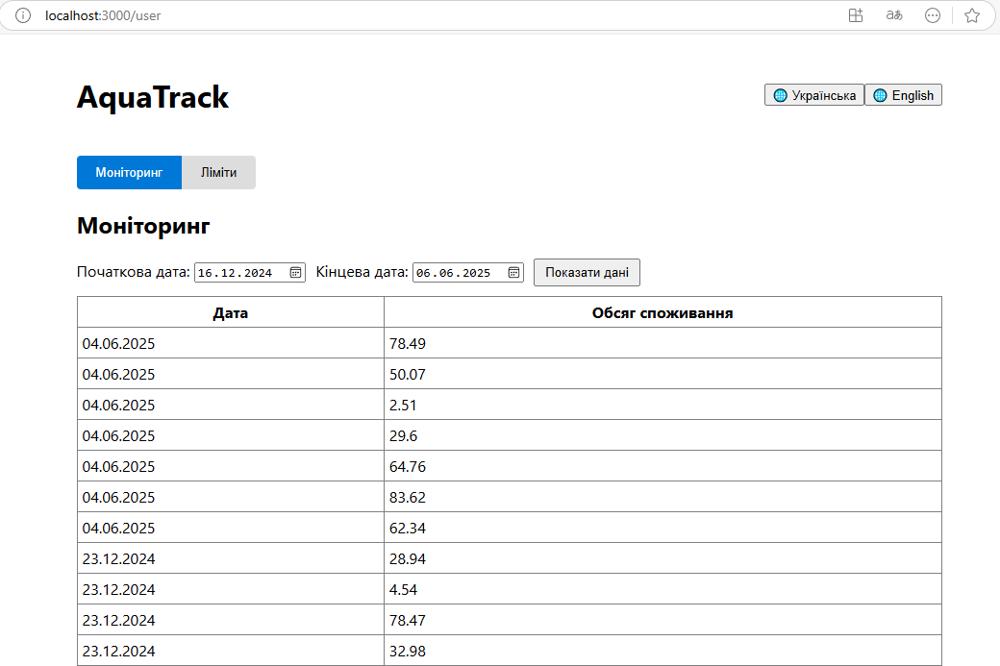 localhost:3000/user
AquaTrack
Українська English
Моніторинг Ліміти
Моніторинг
Початкова дата: 16.12.2024 Кінцева дата: 06.06.2025 Показати дані
Дата Обсяг споживання
04.06.2025 78.49
04.06.2025 50.07
04.06.2025 2.51
04.06.2025 29.6
04.06.2025 64.76
04.06.2025 83.62
04.06.2025 62.34
23.12.2024 28.94
23.12.2024 4.54
23.12.2024 78.47
23.12.2024 32.98